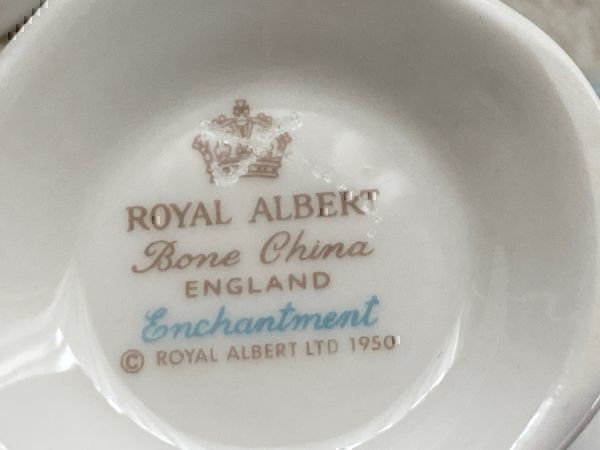 ROYAL ALBERT
Bone China
ENGLAND
Enchantment
© ROYAL ALBERT LTD 1950